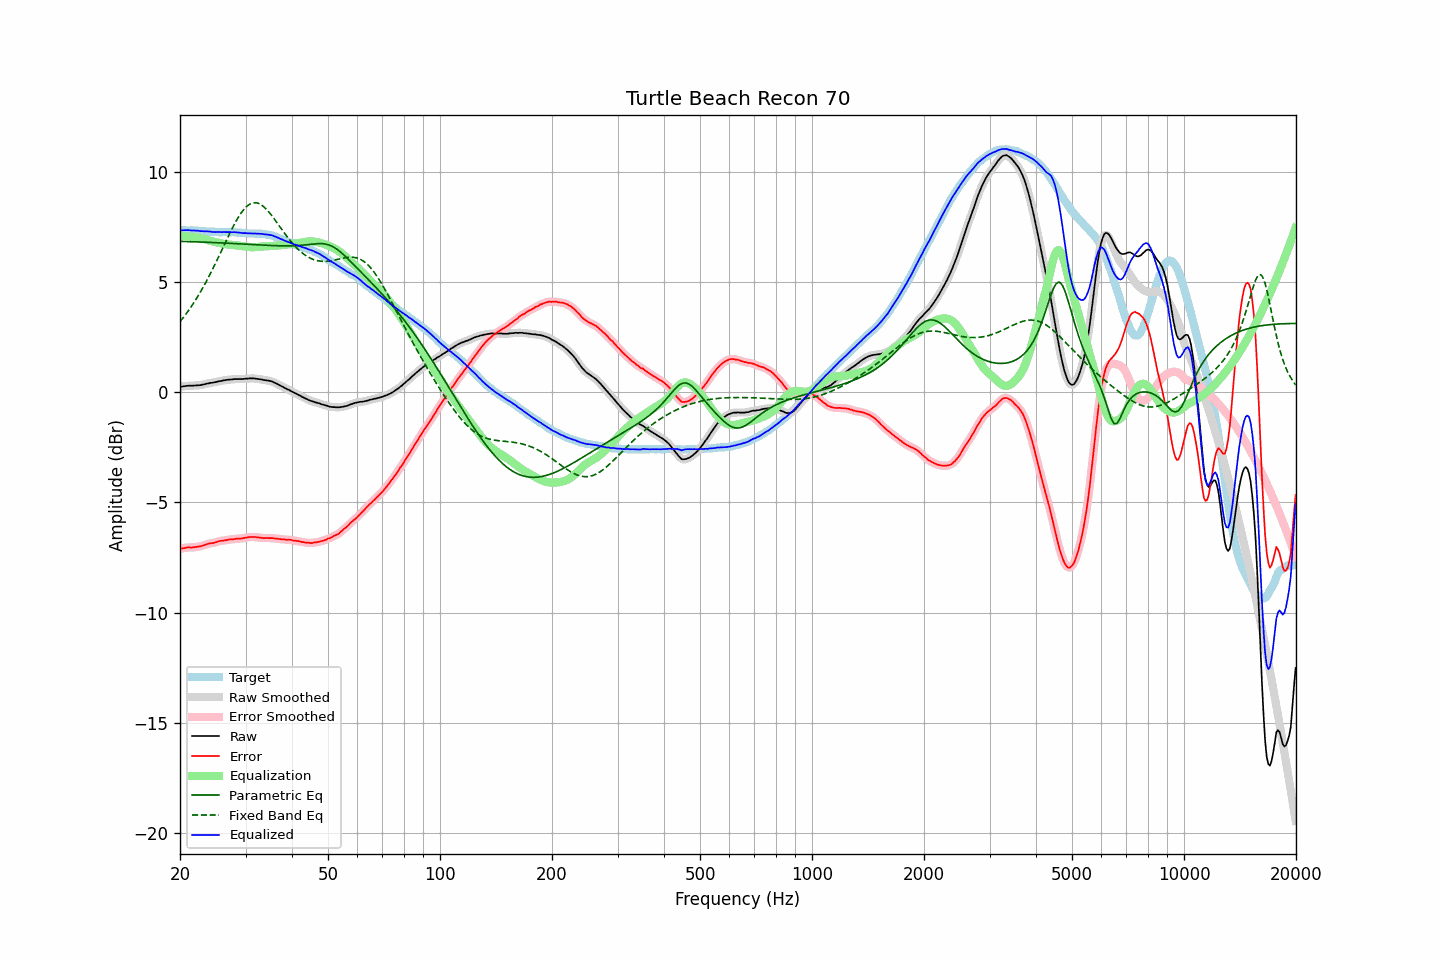 Turtle Beach Recon 70
Amplitude (dBr)
10
5
0
−5
−10
−15
−20
Target
Raw Smoothed
Error Smoothed
Raw
Error
Equalization
Parametric Eq
Fixed Band Eq
Equalized
20 50 100 200 500 1000 2000 5000 10000 20000
Frequency (Hz)